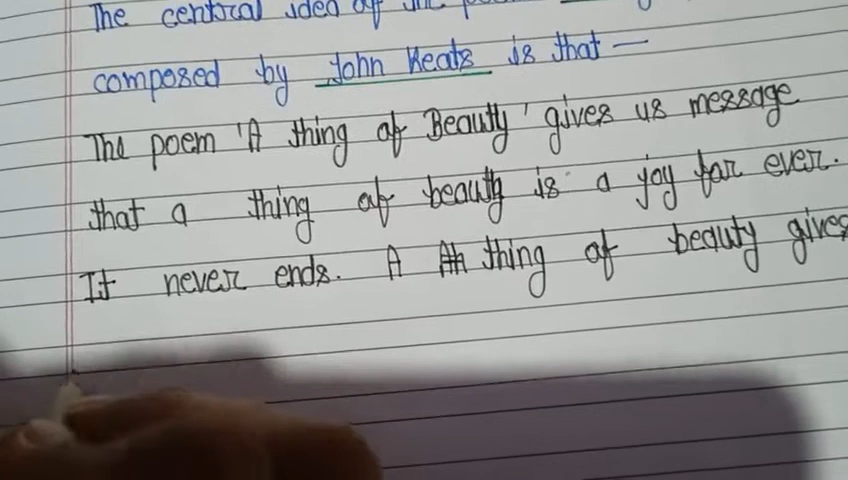 The central idea of the
composed by John Keats is that —
The poem 'A thing of Beauty' gives us message
that a thing of beauty is a joy for ever.
It never ends. A thing of beauty gives